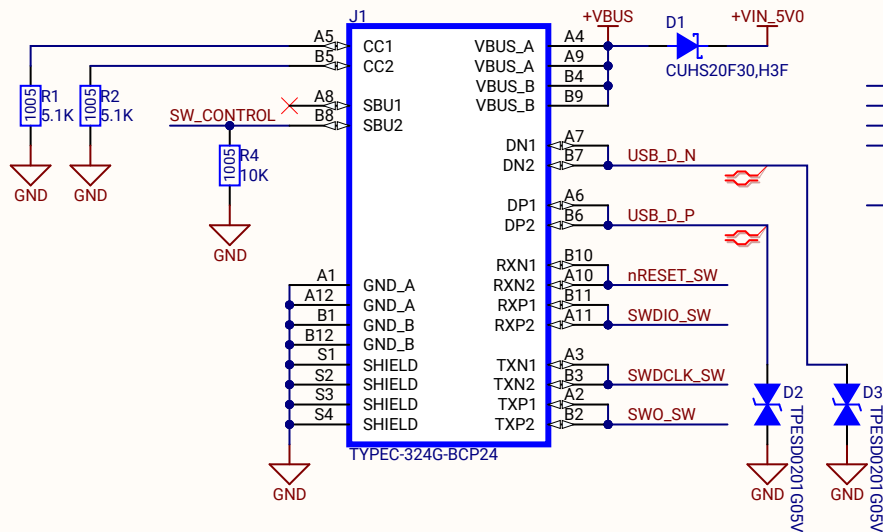 J1
+VBUS
D1
+VIN_5V0
CUHS20F30,H3F
A5 CC1
B5 CC2
A8 SBU1
SW_CONTROL B8 SBU2
1005 R1 5.1K
1005 R2 5.1K
1005 R4 10K
GND
GND
GND
VBUS_A A4
VBUS_A A9
VBUS_B B4
VBUS_B B9
DN1 A7
DN2 B7 USB_D_N
DP1 A6
DP2 B6 USB_D_P
RXN1 B10
RXN2 A10 nRESET_SW
RXP1 B11
RXP2 A11 SWDIO_SW
TXN1 A3
TXN2 B3 SWDCLK_SW
TXP1 A2
TXP2 B2 SWO_SW
A1 GND_A
A12 GND_A
B1 GND_B
B12 GND_B
S1 SHIELD
S2 SHIELD
S3 SHIELD
S4 SHIELD
TYPEC-324G-BCP24
GND
D2
TPESD0201G05V
GND
D3
TPESD0201G05V
GND